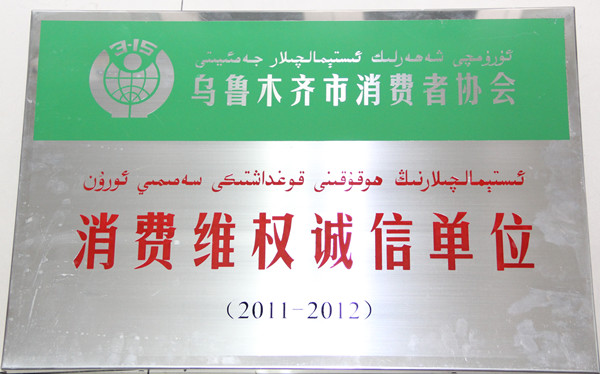 3·15
ئۈرۈمچى شەھەرلىك ئىستېمالچىلار جەمئىيىتى
乌鲁木齐市消费者协会
ئىستېمالچىلارنىڭ ھوقۇقىنى قوغداشتىكى سەمىمىي ئورۇن
消费维权诚信单位
(2011-2012)